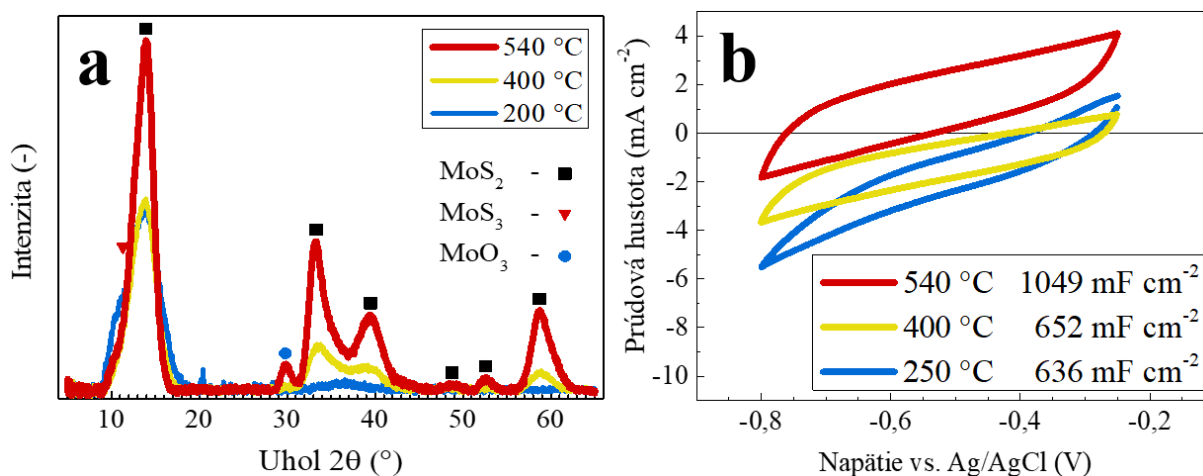 a
540 °C
400 °C
200 °C
MoS2 - ■
MoS3 - ▼
MoO3 - ●
Intenzita (-)
10 20 30 40 50 60
Uhol 2θ (°)
b
Prúdová hustota (mA cm-2)
4
2
0
-2
-4
-6
-8
-10
540 °C 1049 mF cm-2
400 °C 652 mF cm-2
250 °C 636 mF cm-2
-0,8 -0,6 -0,4 -0,2
Napätie vs. Ag/AgCl (V)